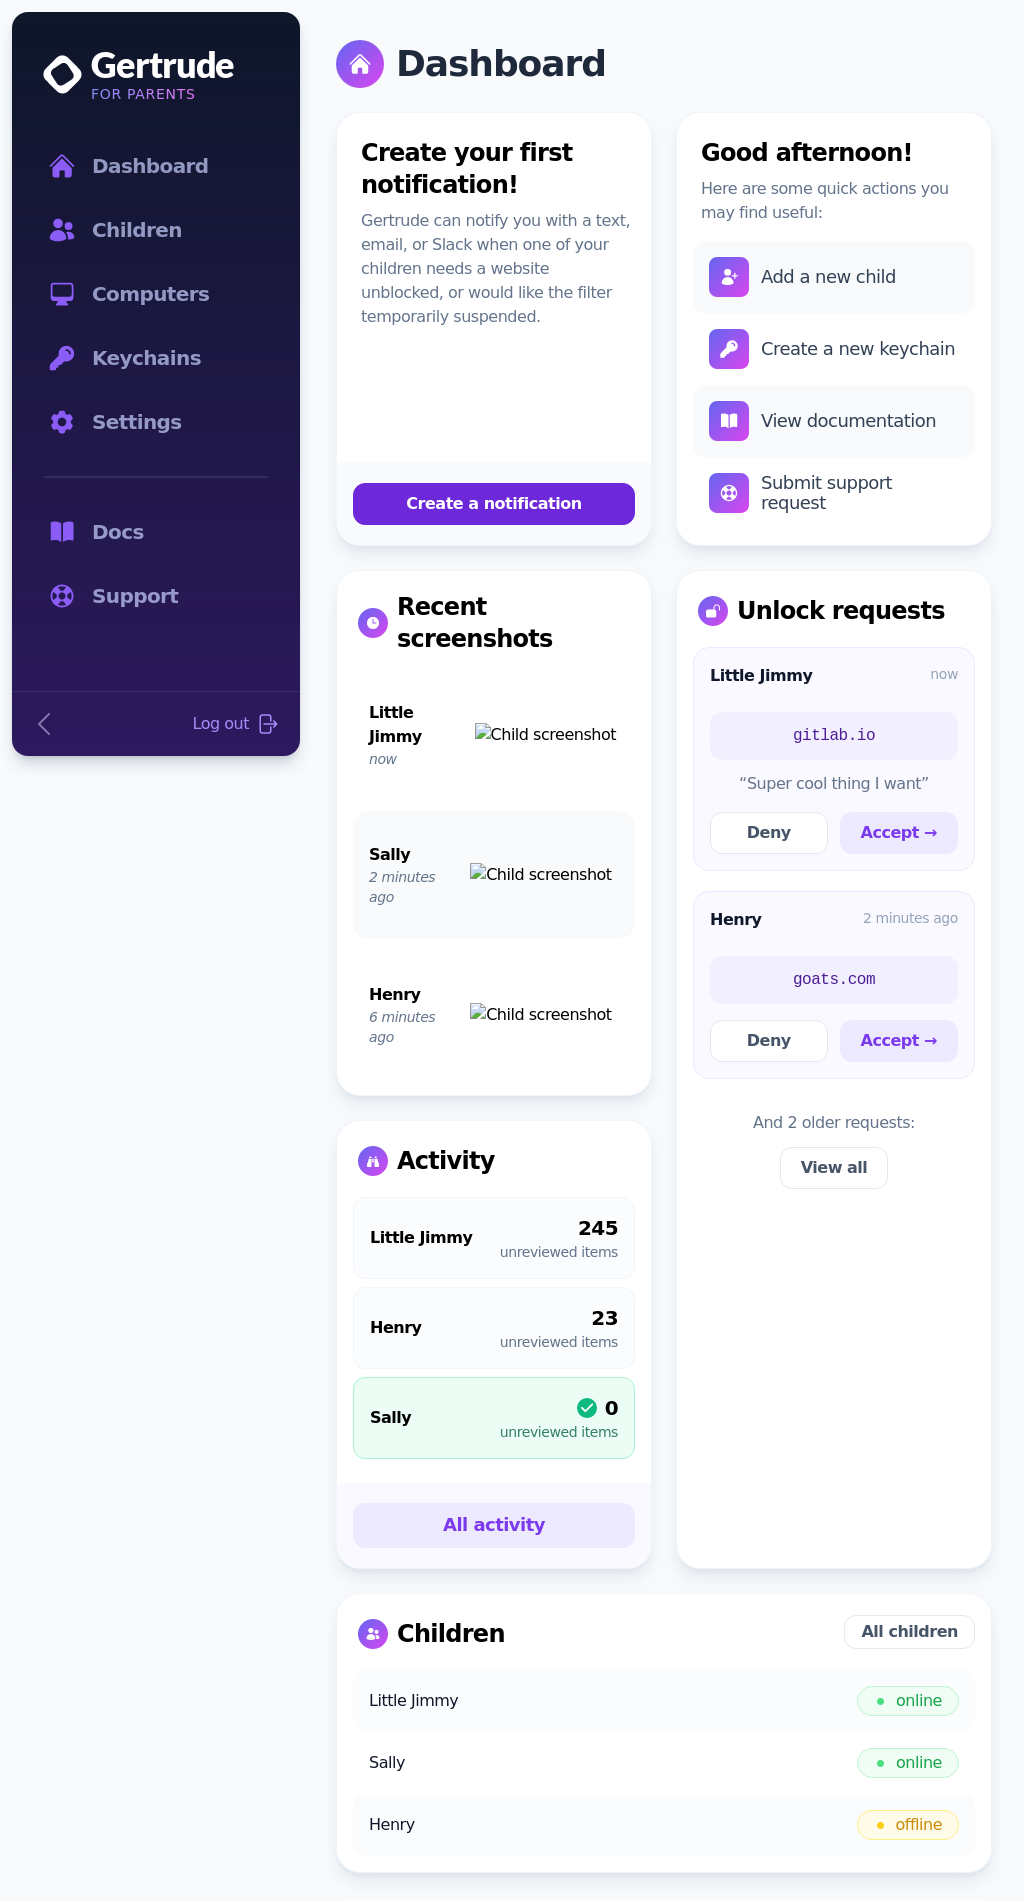 Gertrude
FOR PARENTS
Dashboard
Children
Computers
Keychains
Settings
Docs
Support
Log out
Dashboard
Create your first
notification!
Gertrude can notify you with a text,
email, or Slack when one of your
children needs a website
unblocked, or would like the filter
temporarily suspended.
Create a notification
Good afternoon!
Here are some quick actions you
may find useful:
Add a new child
Create a new keychain
View documentation
Submit support
request
Recent
screenshots
Little
Jimmy
now
Child screenshot
Sally
2 minutes
ago
Child screenshot
Henry
6 minutes
ago
Child screenshot
Unlock requests
Little Jimmy
now
gitlab.io
“Super cool thing I want”
Deny
Accept →
Henry
2 minutes ago
goats.com
Deny
Accept →
And 2 older requests:
View all
Activity
Little Jimmy
245
unreviewed items
Henry
23
unreviewed items
Sally
0
unreviewed items
All activity
Children
All children
Little Jimmy
online
Sally
online
Henry
offline